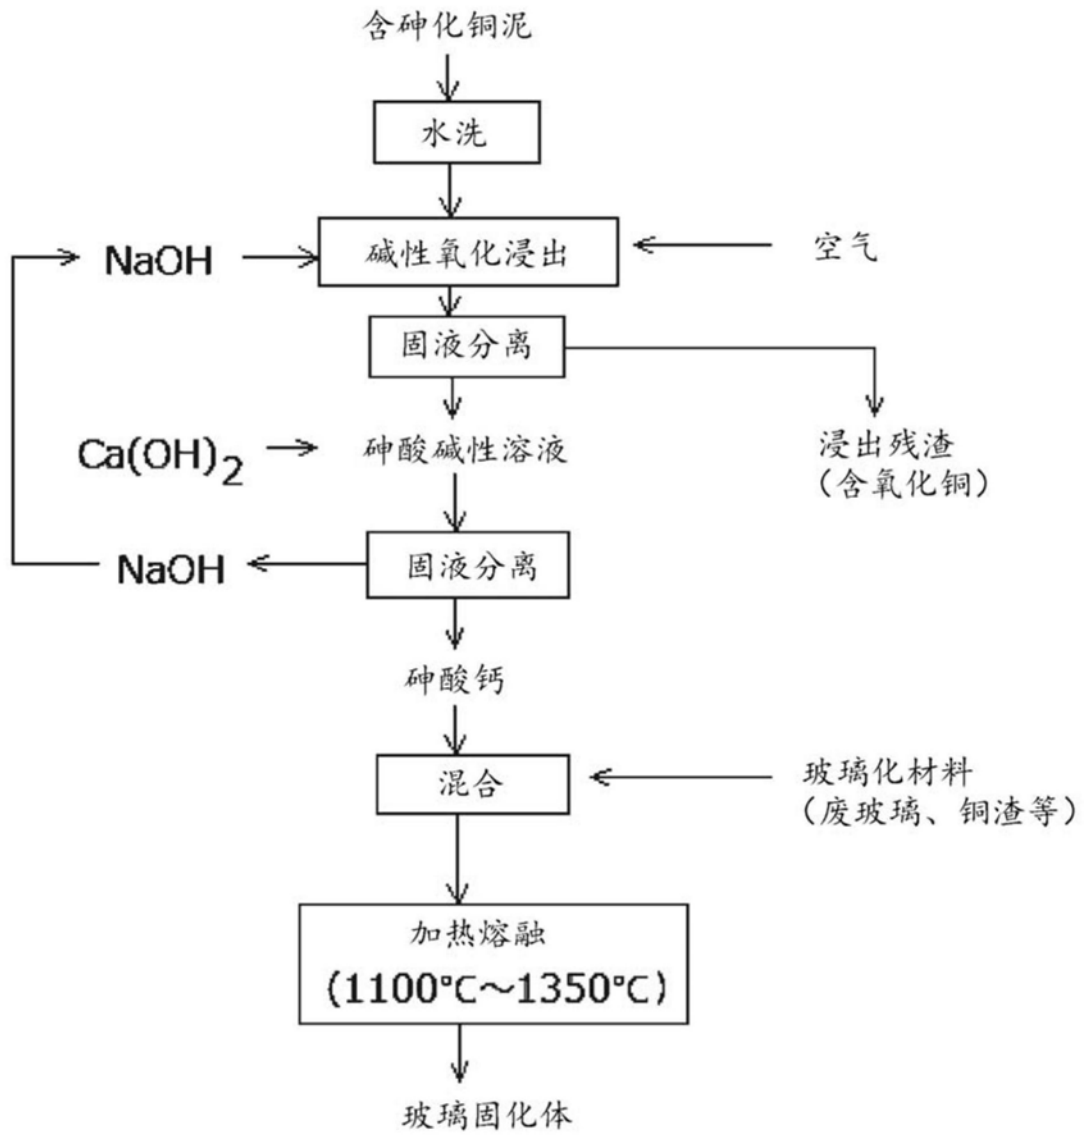 含砷化铜泥
水洗
碱性氧化浸出
空气
NaOH
固液分离
Ca(OH)2
砷酸碱性溶液
浸出残渣
（含氧化铜）
NaOH
固液分离
砷酸钙
混合
玻璃化材料
（废玻璃、铜渣等）
加热熔融
(1100℃～1350℃)
玻璃固化体